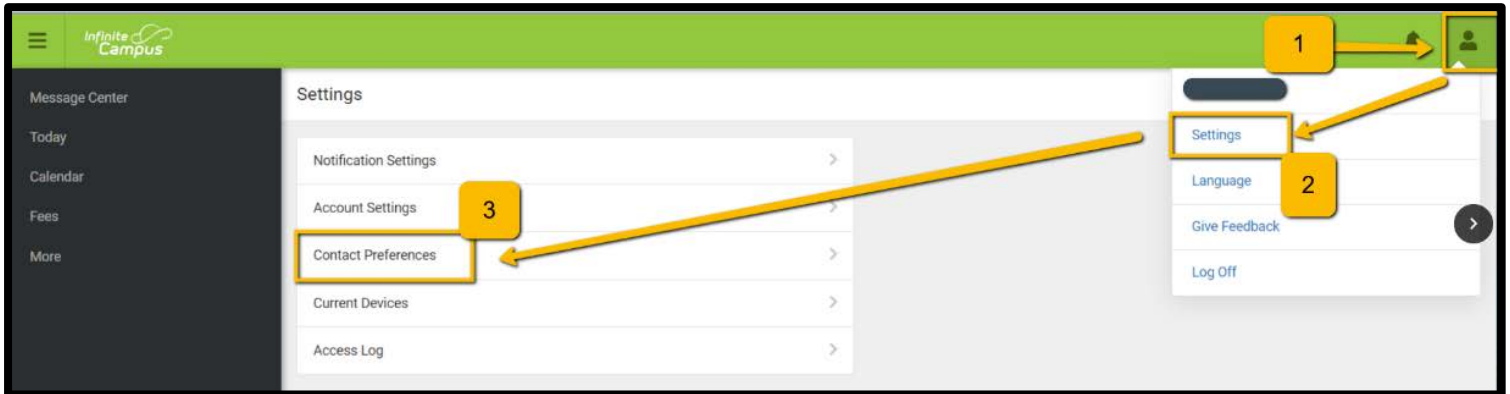 Infinite
Campus
1
Message Center
Today
Calendar
Fees
More
Settings
Notification Settings
Account Settings
3
Contact Preferences
Current Devices
Access Log
Settings
Language
2
Give Feedback
Log Off